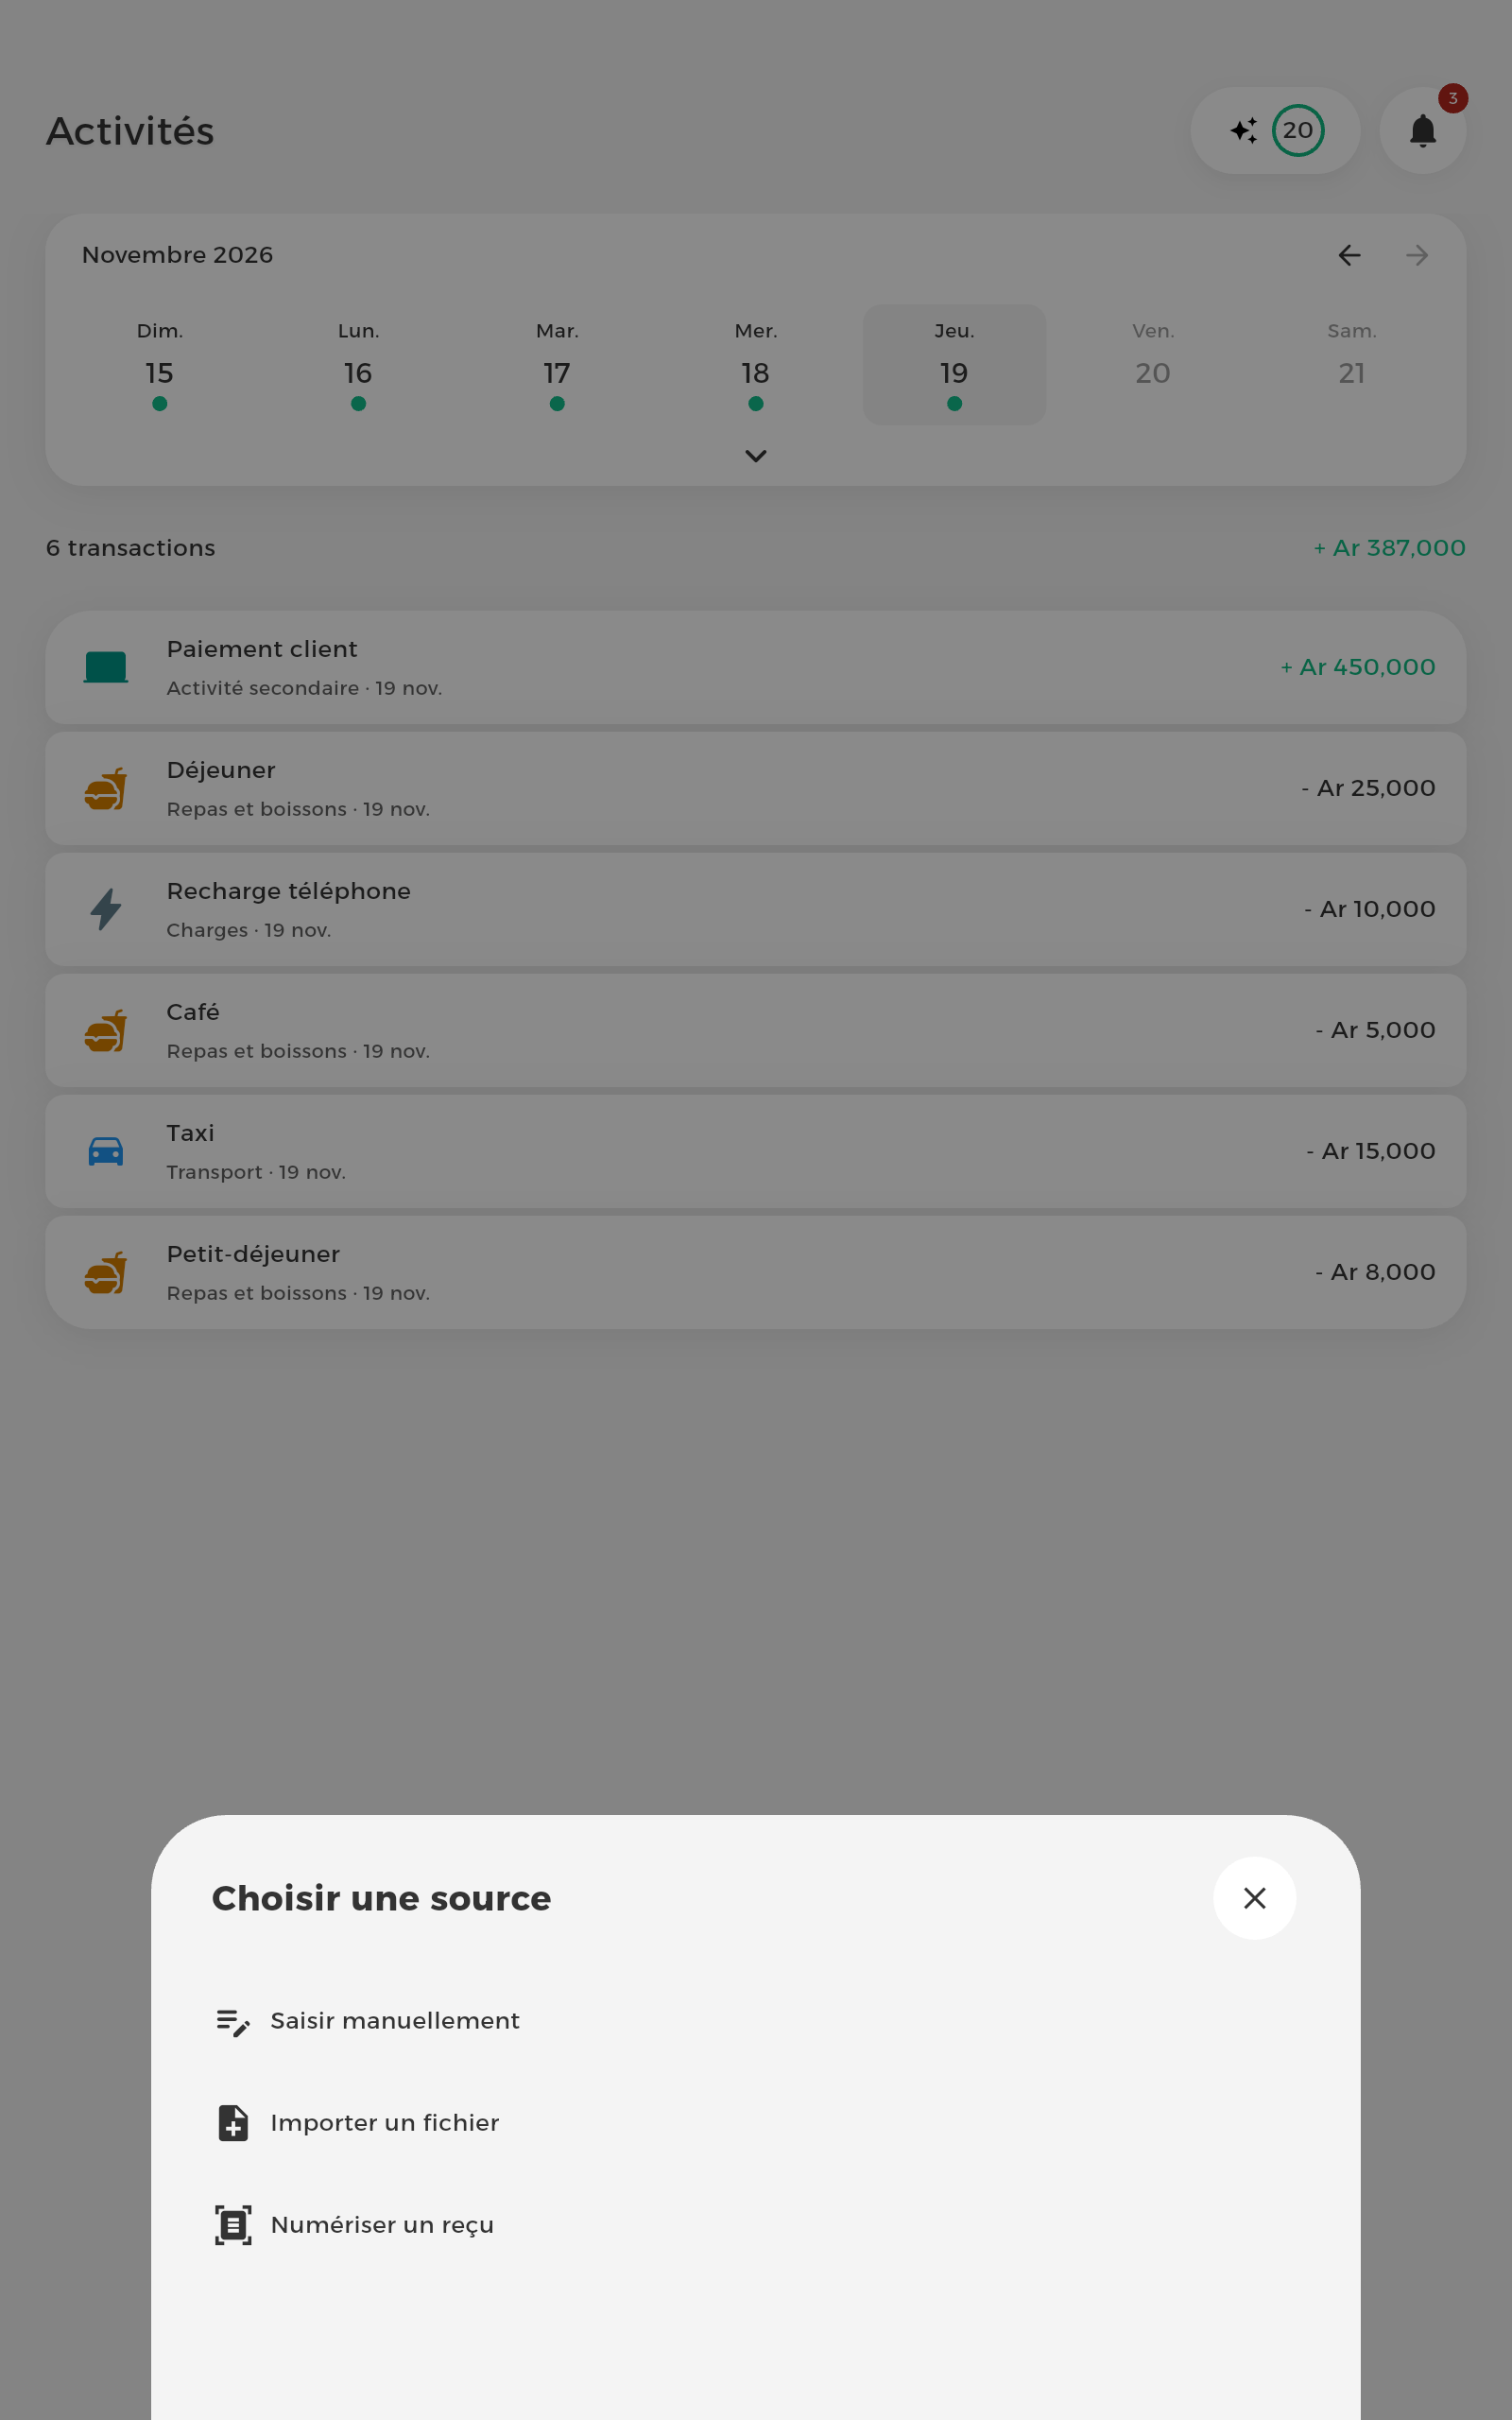 Activités
20
3
Novembre 2026
Dim. Lun. Mar. Mer. Jeu. Ven. Sam.
15 16 17 18 19 20 21
6 transactions
+ Ar 387,000
Paiement client
Activité secondaire · 19 nov.
+ Ar 450,000
Déjeuner
Repas et boissons · 19 nov.
- Ar 25,000
Recharge téléphone
Charges · 19 nov.
- Ar 10,000
Café
Repas et boissons · 19 nov.
- Ar 5,000
Taxi
Transport · 19 nov.
- Ar 15,000
Petit-déjeuner
Repas et boissons · 19 nov.
- Ar 8,000
Choisir une source
Saisir manuellement
Importer un fichier
Numériser un reçu